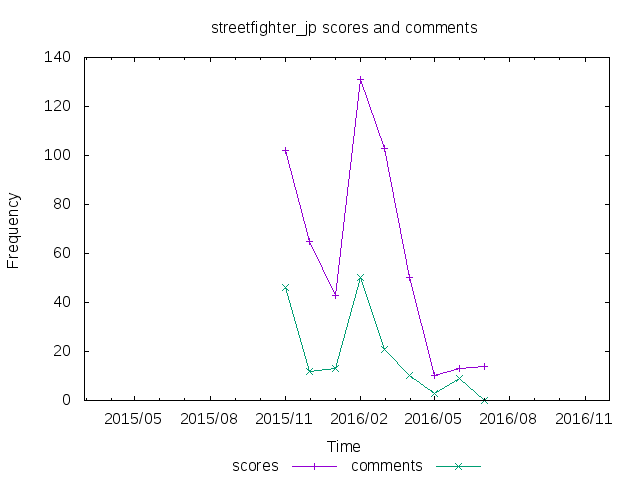 streetfighter_jp scores and comments
140
120
100
80
60
40
20
0
Frequency
2015/05 2015/08 2015/11 2016/02 2016/05 2016/08 2016/11
Time
scores comments